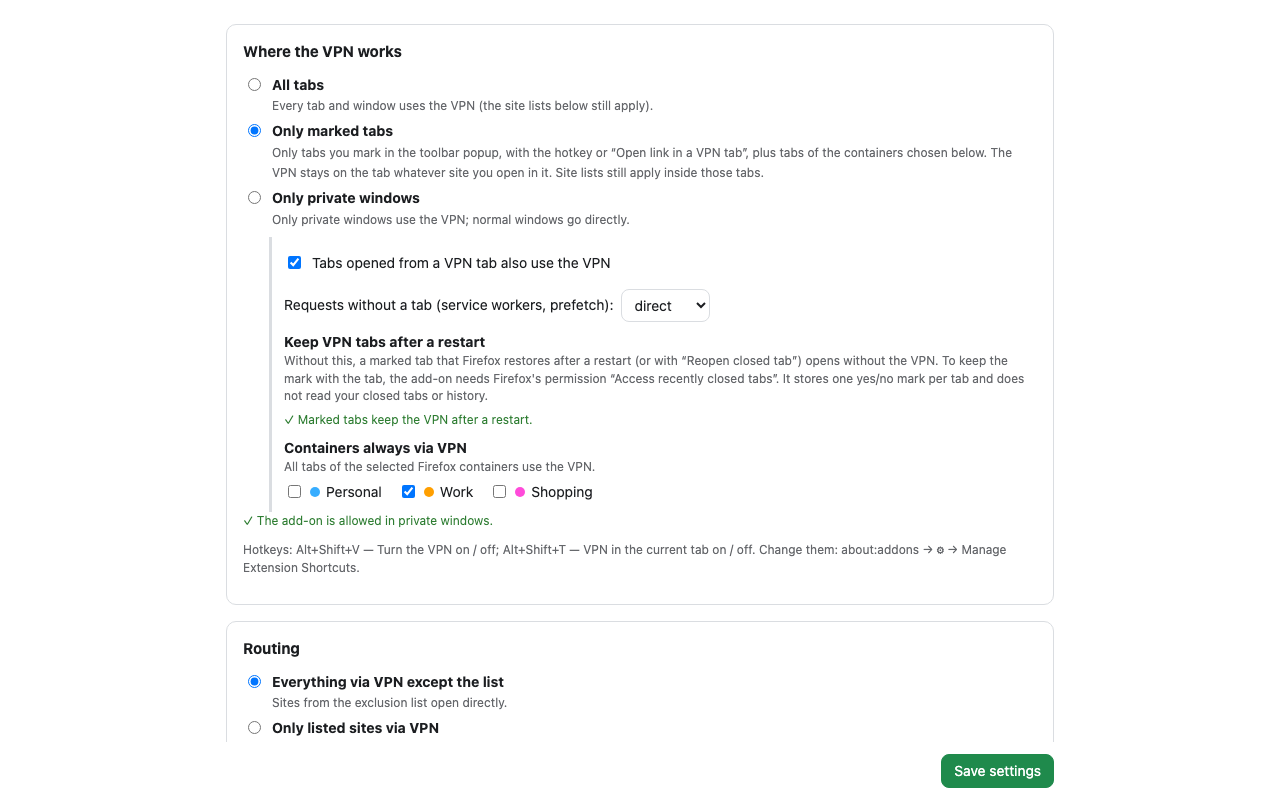 Where the VPN works
All tabs
Every tab and window uses the VPN (the site lists below still apply).
Only marked tabs
Only tabs you mark in the toolbar popup, with the hotkey or “Open link in a VPN tab”, plus tabs of the containers chosen below. The
VPN stays on the tab whatever site you open in it. Site lists still apply inside those tabs.
Only private windows
Only private windows use the VPN; normal windows go directly.
Tabs opened from a VPN tab also use the VPN
Requests without a tab (service workers, prefetch): direct
Keep VPN tabs after a restart
Without this, a marked tab that Firefox restores after a restart (or with “Reopen closed tab”) opens without the VPN. To keep the
mark with the tab, the add-on needs Firefox's permission “Access recently closed tabs”. It stores one yes/no mark per tab and does
not read your closed tabs or history.
✓ Marked tabs keep the VPN after a restart.
Containers always via VPN
All tabs of the selected Firefox containers use the VPN.
Personal Work Shopping
✓ The add-on is allowed in private windows.
Hotkeys: Alt+Shift+V — Turn the VPN on / off; Alt+Shift+T — VPN in the current tab on / off. Change them: about:addons → ⚙ → Manage
Extension Shortcuts.
Routing
Everything via VPN except the list
Sites from the exclusion list open directly.
Only listed sites via VPN
Save settings